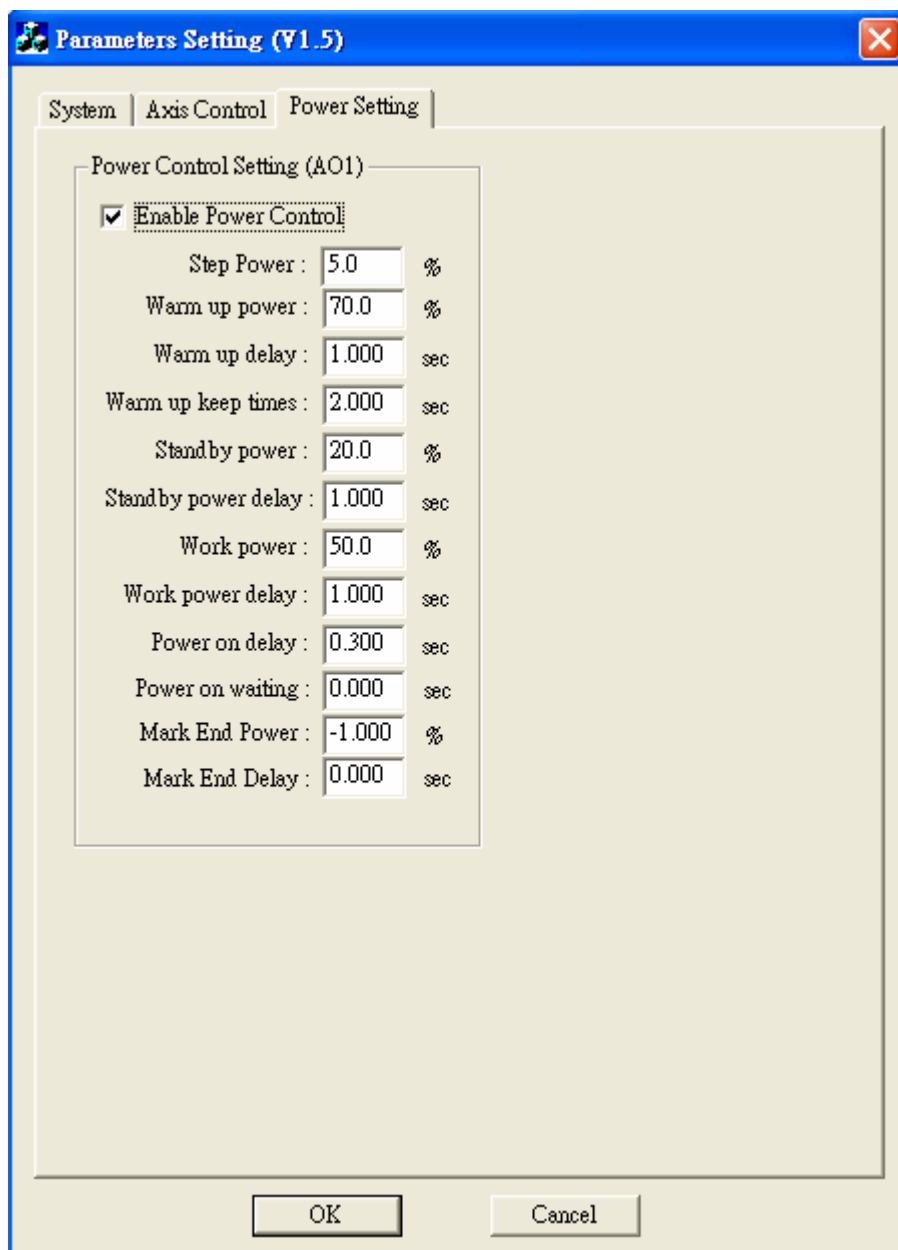 Parameters Setting (V1.5)
System Axis Control Power Setting
Power Control Setting (AO1)
Enable Power Control
Step Power : 5.0 %
Warm up power : 70.0 %
Warm up delay : 1.000 sec
Warm up keep times : 2.000 sec
Standby power : 20.0 %
Standby power delay : 1.000 sec
Work power : 50.0 %
Work power delay : 1.000 sec
Power on delay : 0.300 sec
Power on waiting : 0.000 sec
Mark End Power : -1.000 %
Mark End Delay : 0.000 sec
OK Cancel